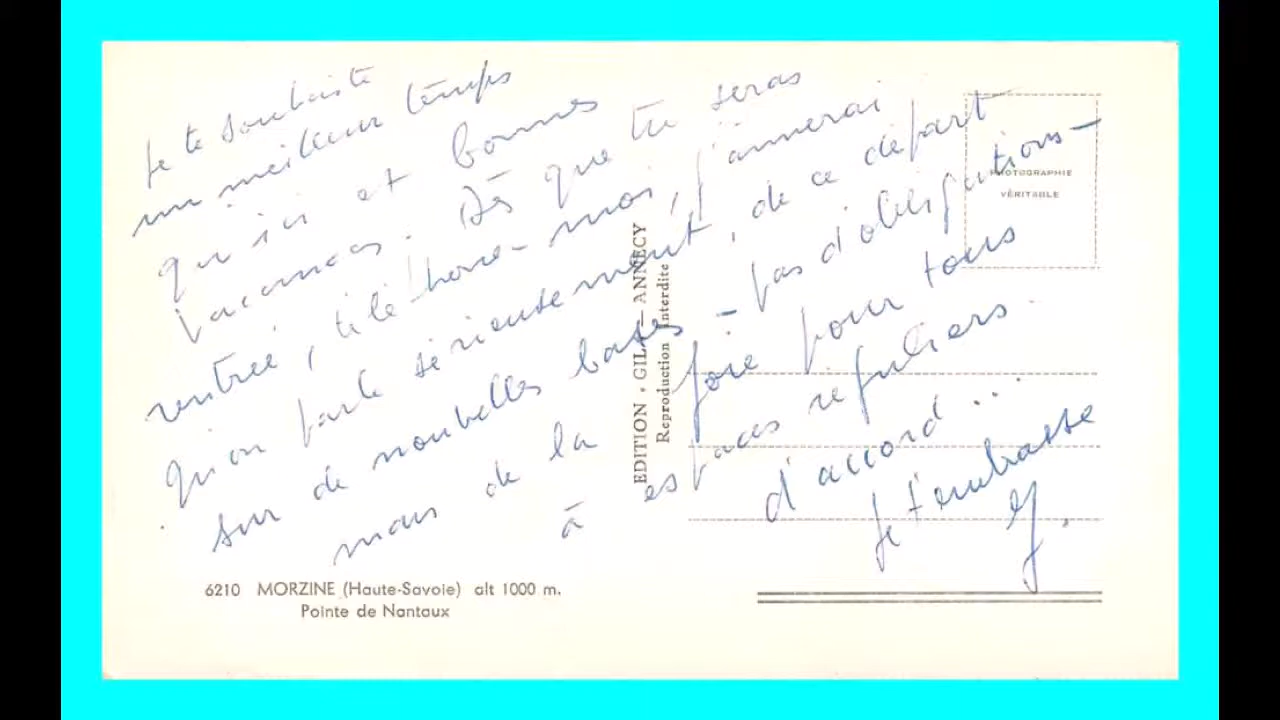 Je te souhaite
un meilleur temps
qu'ici et bonnes
vacances. Dès que tu seras
rentrée, téléphone-moi, j'aimerai
qu'on parle sérieusement, de ce départ
sur de nouvelles bases - pas d'obligations -
mais de la joie pour tous
à espaces réguliers.
d'accord...
Je t'embrasse
PHOTOGRAPHIE
VÉRITABLE
EDITION · GIL — ANNECY
Reproduction Interdite
6210 MORZINE (Haute-Savoie) alt 1000 m.
Pointe de Nantaux